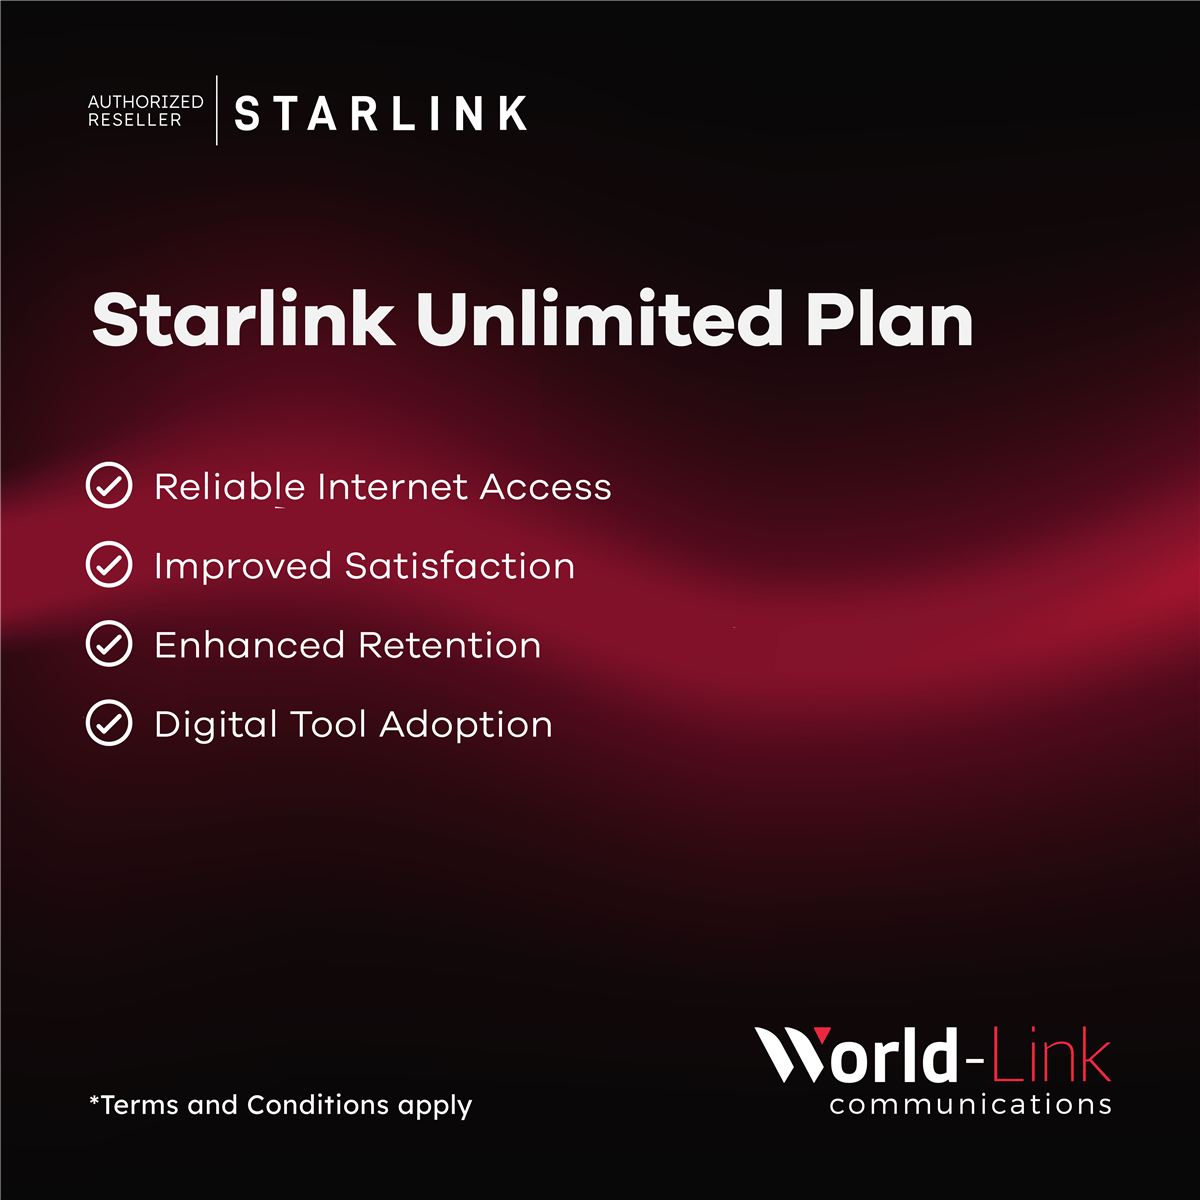 AUTHORIZED
RESELLER
STARLINK
Starlink Unlimited Plan
Reliable Internet Access
Improved Satisfaction
Enhanced Retention
Digital Tool Adoption
*Terms and Conditions apply
World-Link
communications